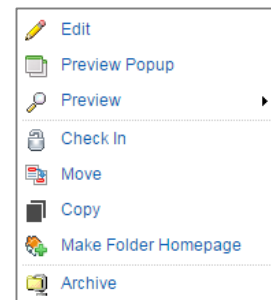 Edit
Preview Popup
Preview
Check In
Move
Copy
Make Folder Homepage
Archive